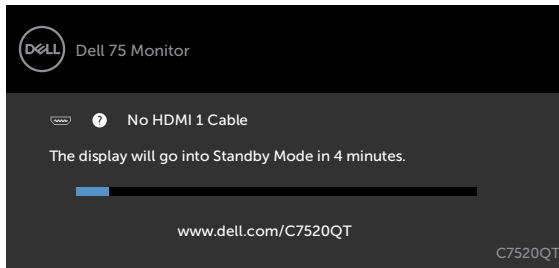 DELL
Dell 75 Monitor
? No HDMI 1 Cable
The display will go into Standby Mode in 4 minutes.
www.dell.com/C7520QT
C7520QT